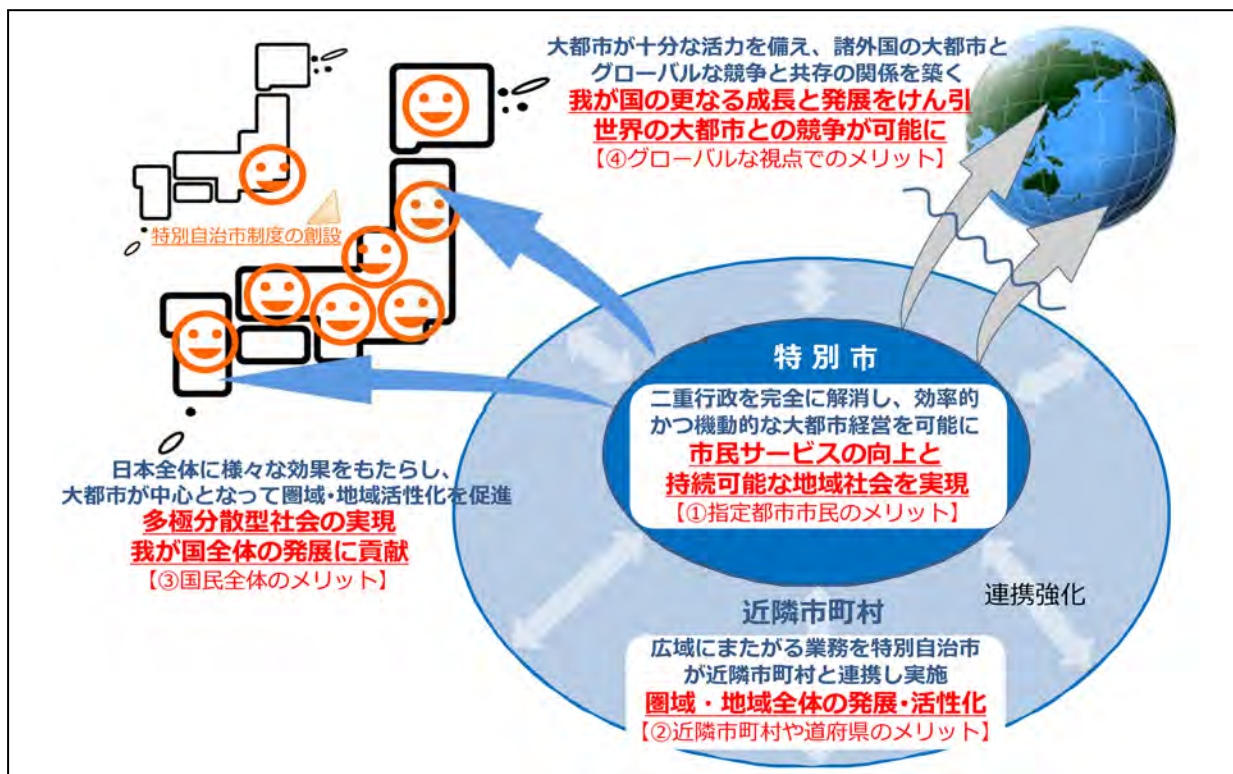 大都市が十分な活力を備え、諸外国の大都市と
グローバルな競争と共存の関係を築く
我が国の更なる成長と発展をけん引
世界の大都市との競争が可能に
【④グローバルな視点でのメリット】
特別自治市制度の創設
特別市
二重行政を完全に解消し、効率的
かつ機動的な大都市経営を可能に
市民サービスの向上と
持続可能な地域社会を実現
【①指定都市市民のメリット】
日本全体に様々な効果をもたらし、
大都市が中心となって圏域・地域活性化を促進
多極分散型社会の実現
我が国全体の発展に貢献
【③国民全体のメリット】
連携強化
近隣市町村
広域にまたがる業務を特別自治市
が近隣市町村と連携し実施
圏域・地域全体の発展・活性化
【②近隣市町村や道府県のメリット】